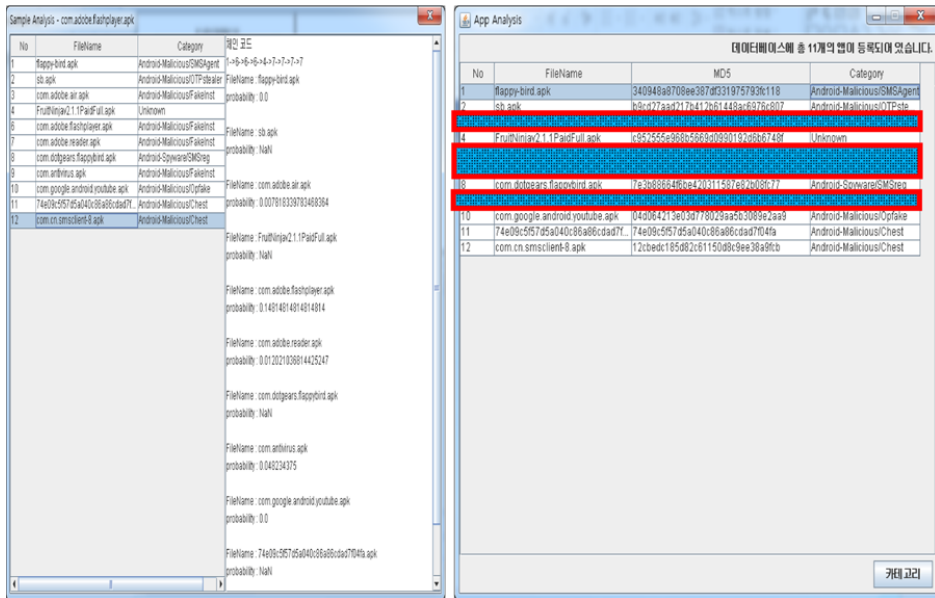 Sample Analysis - com.adobe.flashplayer.apk
No FileName Category
1 flappy-bird.apk Android-Malicious/SMSAgent
2 sb.apk Android-Malicious/OTPstealer
3 com.adobe.air.apk Android-Malicious/FakeInst
4 FruitNinjav2.1.1PaidFull.apk Unknown
6 com.adobe.flashplayer.apk Android-Malicious/FakeInst
7 com.adobe.reader.apk Android-Malicious/FakeInst
8 com.dotgears.flappybird.apk Android-Spyware/SMSreg
9 com.antivirus.apk Android-Malicious/FakeInst
10 com.google.android.youtube.apk Android-Malicious/Opfake
11 74e09c5f57d5a040c86a86cdad7f... Android-Malicious/Chest
12 com.cn.smsclient-8.apk Android-Malicious/Chest
체인 코드
1->6->6->6->4->7->7->7->7
FileName : flappy-bird.apk
probability : 0.0
FileName : sb.apk
probability : NaN
FileName : com.adobe.air.apk
probability : 0.007818339783468364
FileName : FruitNinjav2.1.1PaidFull.apk
probability : NaN
FileName : com.adobe.flashplayer.apk
probability : 0.14814814814814814
FileName : com.adobe.reader.apk
probability : 0.012021036814425247
FileName : com.dotgears.flappybird.apk
probability : NaN
FileName : com.antivirus.apk
probability : 0.048234375
FileName : com.google.android.youtube.apk
probability : 0.0
FileName : 74e09c5f57d5a040c86a86cdad7f04fa.apk
probability : NaN
App Analysis
데이터베이스에 총 11개의 앱이 등록되어 있습니다.
No FileName MD5 Category
1 flappy-bird.apk 340948a8708ee387df331975793fc118 Android-Malicious/SMSAgent
2 sb.apk b9cd27aad217b412b61448ac6976c807 Android-Malicious/OTPste
4 FruitNinjav2.1.1PaidFull.apk c952555e968b5669d0990192d6b6748f Unknown
8 com.dotgears.flappybird.apk 7e3b88664f6be420311587e82b08fc77 Android-Spyware/SMSreg
10 com.google.android.youtube.apk 04d064213e03d778029aa5b3089e2aa9 Android-Malicious/Opfake
11 74e09c5f57d5a040c86a86cdad7f... 74e09c5f57d5a040c86a86cdad7f04fa Android-Malicious/Chest
12 com.cn.smsclient-8.apk 12cbedc185d82c61150d8c9ee38a9fcb Android-Malicious/Chest
카테고리